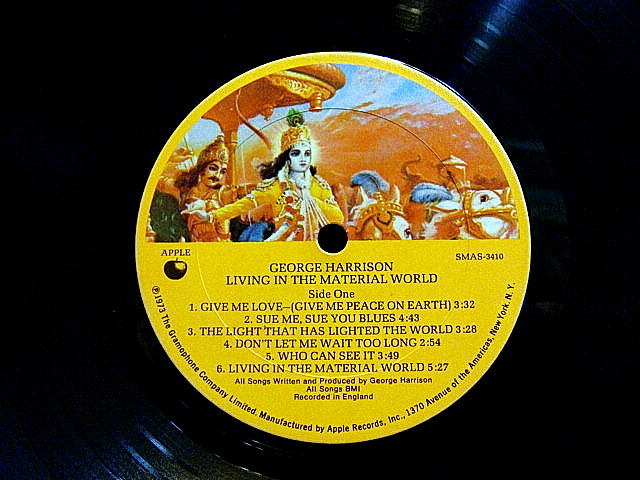 APPLE
SMAS-3410
GEORGE HARRISON
LIVING IN THE MATERIAL WORLD
Side One
1. GIVE ME LOVE—(GIVE ME PEACE ON EARTH) 3:32
2. SUE ME, SUE YOU BLUES 4:43
3. THE LIGHT THAT HAS LIGHTED THE WORLD 3:28
4. DON'T LET ME WAIT TOO LONG 2:54
5. WHO CAN SEE IT 3:49
6. LIVING IN THE MATERIAL WORLD 5:27
All Songs Written and Produced by George Harrison
All Songs BMI
Recorded in England
℗1973 The Gramophone Company Limited. Manufactured by Apple Records, Inc., 1370 Avenue of the Americas, New York, N.Y.